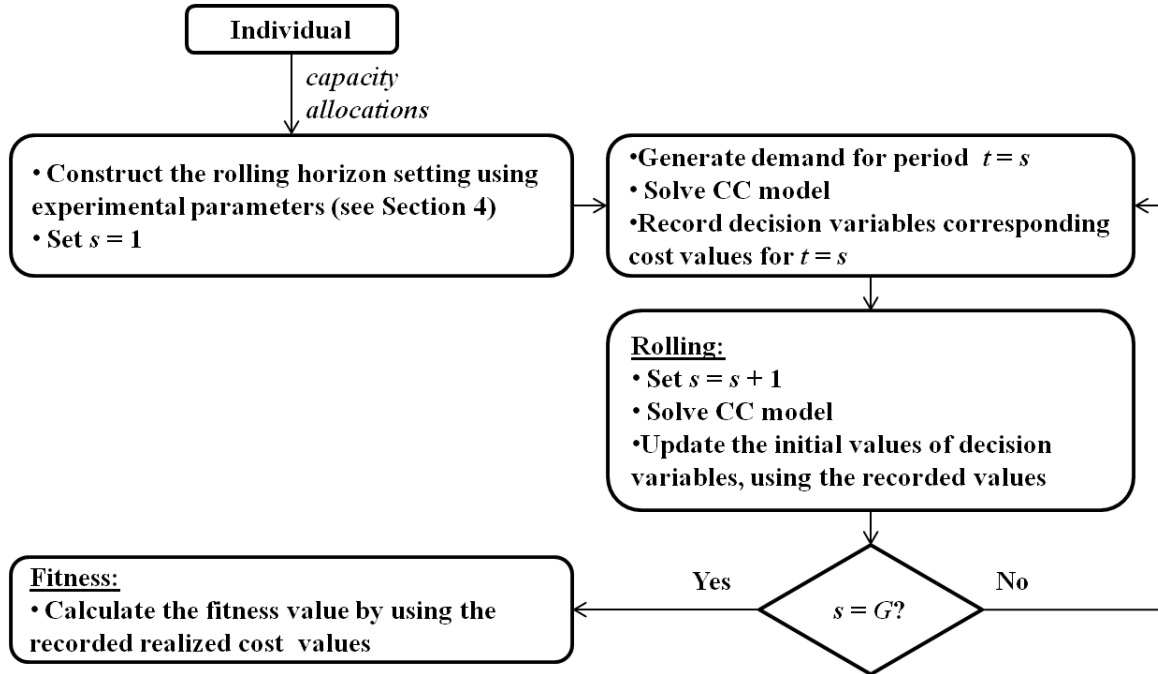 Individual
capacity
allocations
• Construct the rolling horizon setting using
experimental parameters (see Section 4)
• Set s = 1
•Generate demand for period t = s
• Solve CC model
•Record decision variables corresponding
cost values for t = s
Rolling:
• Set s = s + 1
• Solve CC model
•Update the initial values of decision
variables, using the recorded values
s = G?
Yes
No
Fitness:
• Calculate the fitness value by using the
recorded realized cost values